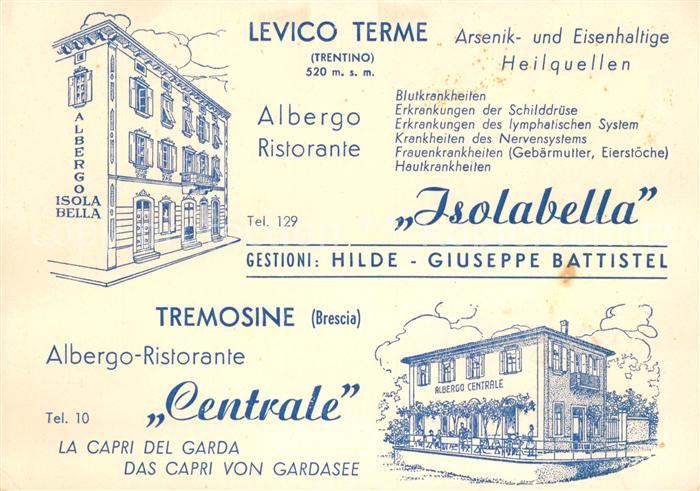 LEVICO TERME
(TRENTINO)
520 m. s. m.
Arsenik- und Eisenhaltige
Heilquellen
Albergo
Ristorante
Blutkrankheiten
Erkrankungen der Schilddrüse
Erkrankungen des lymphatischen System
Krankheiten des Nervensystems
Frauenkrankheiten (Gebärmutter, Eierstöche)
Hautkrankheiten
ALBERGO
ISOLA
BELLA
Tel. 129
„Isolabella”
GESTIONI: HILDE - GIUSEPPE BATTISTEL
TREMOSINE (Brescia)
Albergo-Ristorante
Tel. 10
„Centrale”
LA CAPRI DEL GARDA
DAS CAPRI VON GARDASEE
ALBERGO CENTRALE